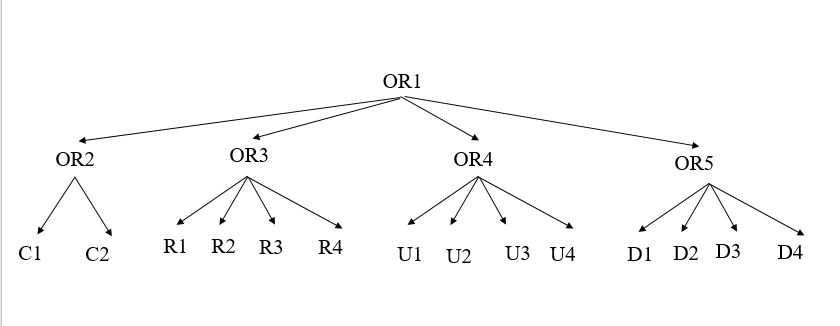 OR1
OR2 OR3 OR4 OR5
C1 C2 R1 R2 R3 R4 U1 U2 U3 U4 D1 D2 D3 D4